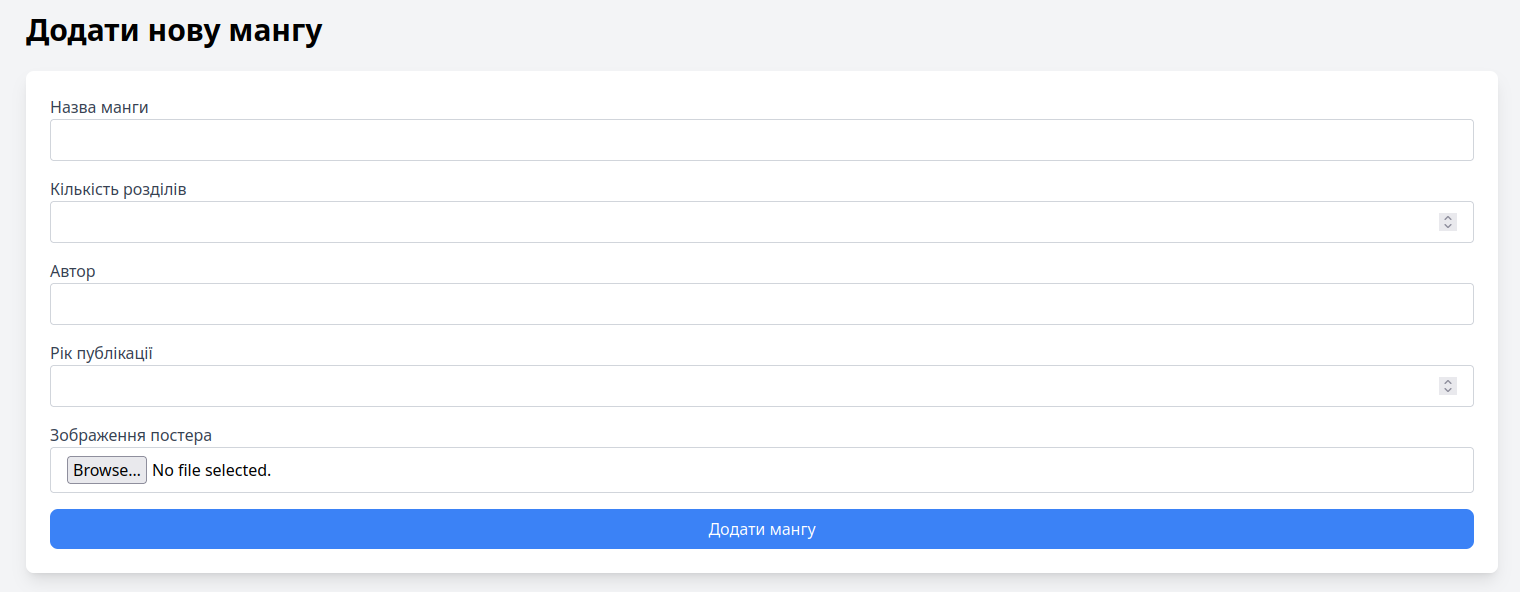 Додати нову мангу
Назва манги
Кількість розділів
Автор
Рік публікації
Зображення постера
Browse... No file selected.
Додати мангу